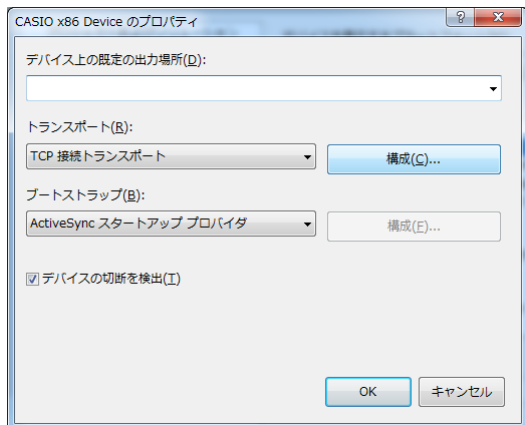 CASIO x86 Device のプロパティ
デバイス上の既定の出力場所(D):
トランスポート(R):
TCP 接続トランスポート
構成(C)...
ブートストラップ(B):
ActiveSync スタートアップ プロバイダ
構成(F)...
デバイスの切断を検出(T)
OK
キャンセル